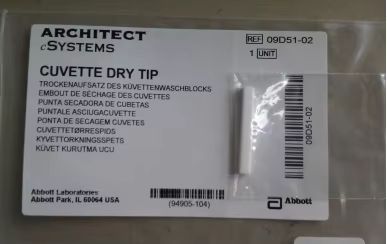 ARCHITECT
cSYSTEMS
REF 09D51-02
1 UNIT
CUVETTE DRY TIP
TROCKENAUFSATZ DES KÜVETTENWASCHBLOCKS
EMBOUT DE SÉCHAGE DES CUVETTES
PUNTA SECADORA DE CUBETAS
PUNTALE ASCIUGACUVETTE
PONTA DE SECAGEM CUVETES
CUVETTETØRRESPIDS
KYVETTORKNINGSSPETS
KÜVET KURUTMA UCU
09D51-02
Abbott Laboratories
Abbott Park, IL 60064 USA
(94905-104)
Abbott